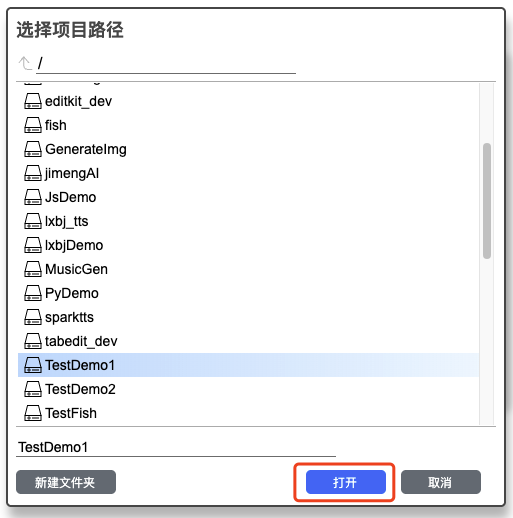 选择项目路径
/
editkit_dev
fish
GenerateImg
jimengAI
JsDemo
lxbj_tts
lxbjDemo
MusicGen
PyDemo
sparktts
tabedit_dev
TestDemo1
TestDemo2
TestFish
TestDemo1
新建文件夹 打开 取消